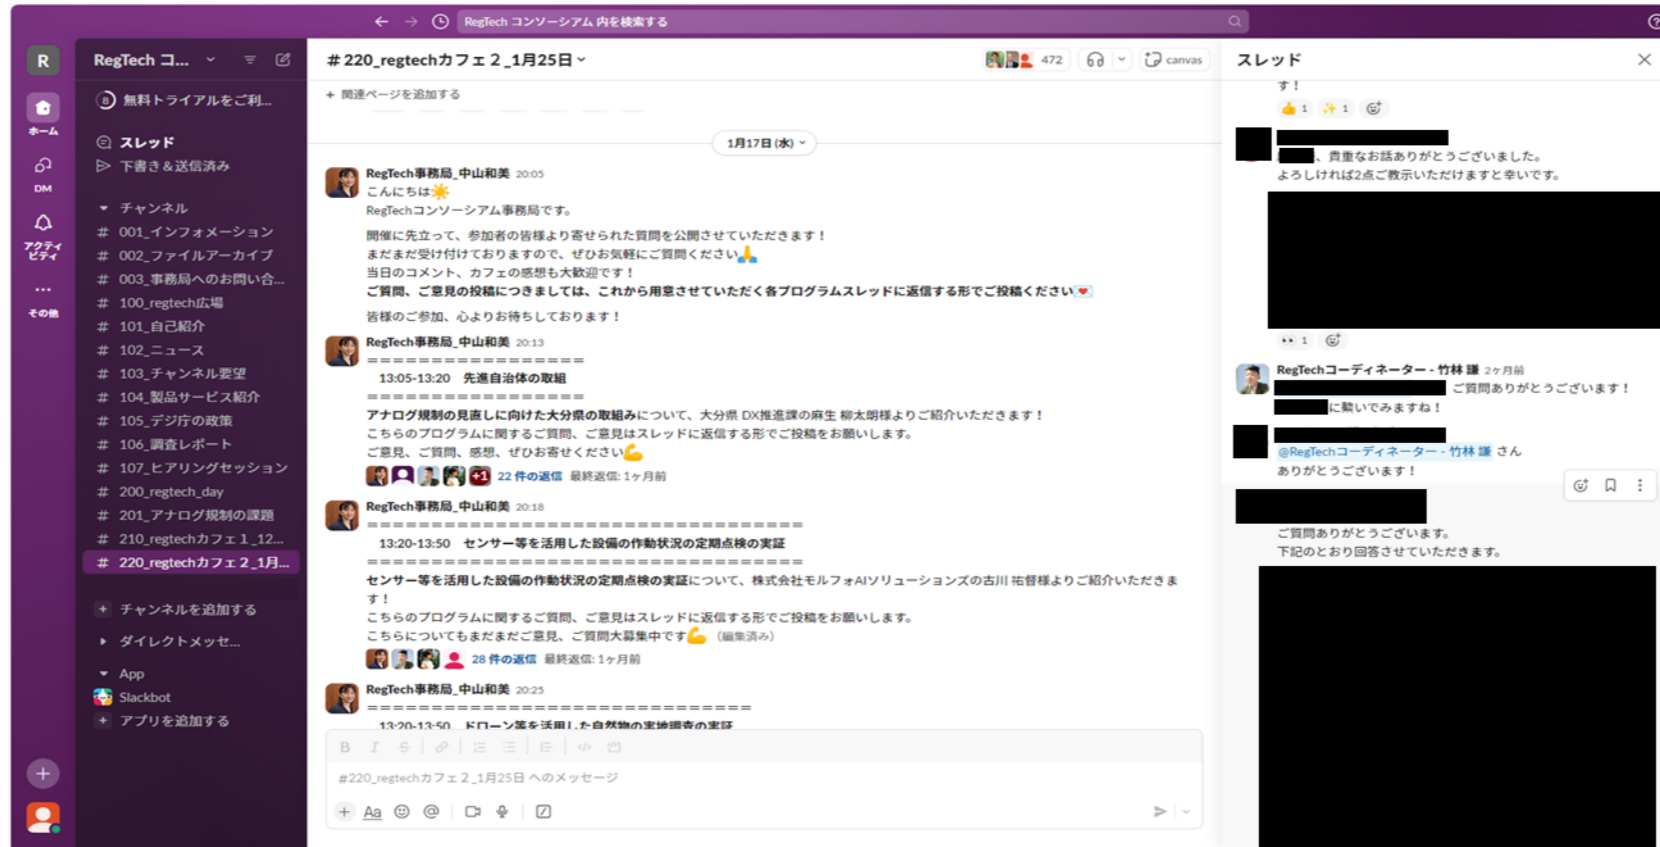 RegTech コンソーシアム 内を検索する
R
ホーム
DM
アクティ
ビティ
その他
RegTech コ...
8 無料トライアルをご利...
スレッド
下書き＆送信済み
チャンネル
# 001_インフォメーション
# 002_ファイルアーカイブ
# 003_事務局へのお問い合...
# 100_regtech広場
# 101_自己紹介
# 102_ニュース
# 103_チャンネル要望
# 104_製品サービス紹介
# 105_デジ庁の政策
# 106_調査レポート
# 107_ヒアリングセッション
# 200_regtech_day
# 201_アナログ規制の課題
# 210_regtechカフェ１_12...
# 220_regtechカフェ２_1月...
+ チャンネルを追加する
ダイレクトメッセ...
App
Slackbot
+ アプリを追加する
# 220_regtechカフェ２_1月25日
472
canvas
+ 関連ページを追加する
1月17日 (水)
RegTech事務局_中山和美 20:05
こんにちは☀️
RegTechコンソーシアム事務局です。
開催に先立って、参加者の皆様より寄せられた質問を公開させていただきます！
まだまだ受け付けておりますので、ぜひお気軽にご質問ください🙏
当日のコメント、カフェの感想も大歓迎です！
ご質問、ご意見の投稿につきましては、これから用意させていただく各プログラムスレッドに返信する形でご投稿ください💌
皆様のご参加、心よりお待ちしております！
RegTech事務局_中山和美 20:13
=================
13:05-13:20　先進自治体の取組
=================
アナログ規制の見直しに向けた大分県の取組みについて、大分県 DX推進課の麻生 柳太朗様よりご紹介いただきます！
こちらのプログラムに関するご質問、ご意見はスレッドに返信する形でご投稿をお願いします。
ご意見、ご質問、感想、ぜひお寄せください💪
+1 22 件の返信 最終返信: 1ヶ月前
RegTech事務局_中山和美 20:18
==================================
13:20-13:50　センサー等を活用した設備の作動状況の定期点検の実証
==================================
センサー等を活用した設備の作動状況の定期点検の実証について、株式会社モルフォAIソリューションズの古川 祐督様よりご紹介いただきま
す！
こちらのプログラムに関するご質問、ご意見はスレッドに返信する形でご投稿をお願いします。
こちらについてもまだまだご意見、ご質問大募集中です💪（編集済み）
28 件の返信 最終返信: 1ヶ月前
RegTech事務局_中山和美 20:25
==============================
13:20-13:50　ドローン等を活用した自然物の実地調査の実証
#220_regtechカフェ２_1月25日 へのメッセージ
Aa
スレッド
す！
👍 1 ✨ 1
、貴重なお話ありがとうございました。
よろしければ2点ご教示いただけますと幸いです。
👀 1
RegTechコーディネーター - 竹林 謙 2ヶ月前
ご質問ありがとうございます！
に繋いでみますね！
@RegTechコーディネーター - 竹林 謙 さん
ありがとうございます！
ご質問ありがとうございます。
下記のとおり回答させていただきます。